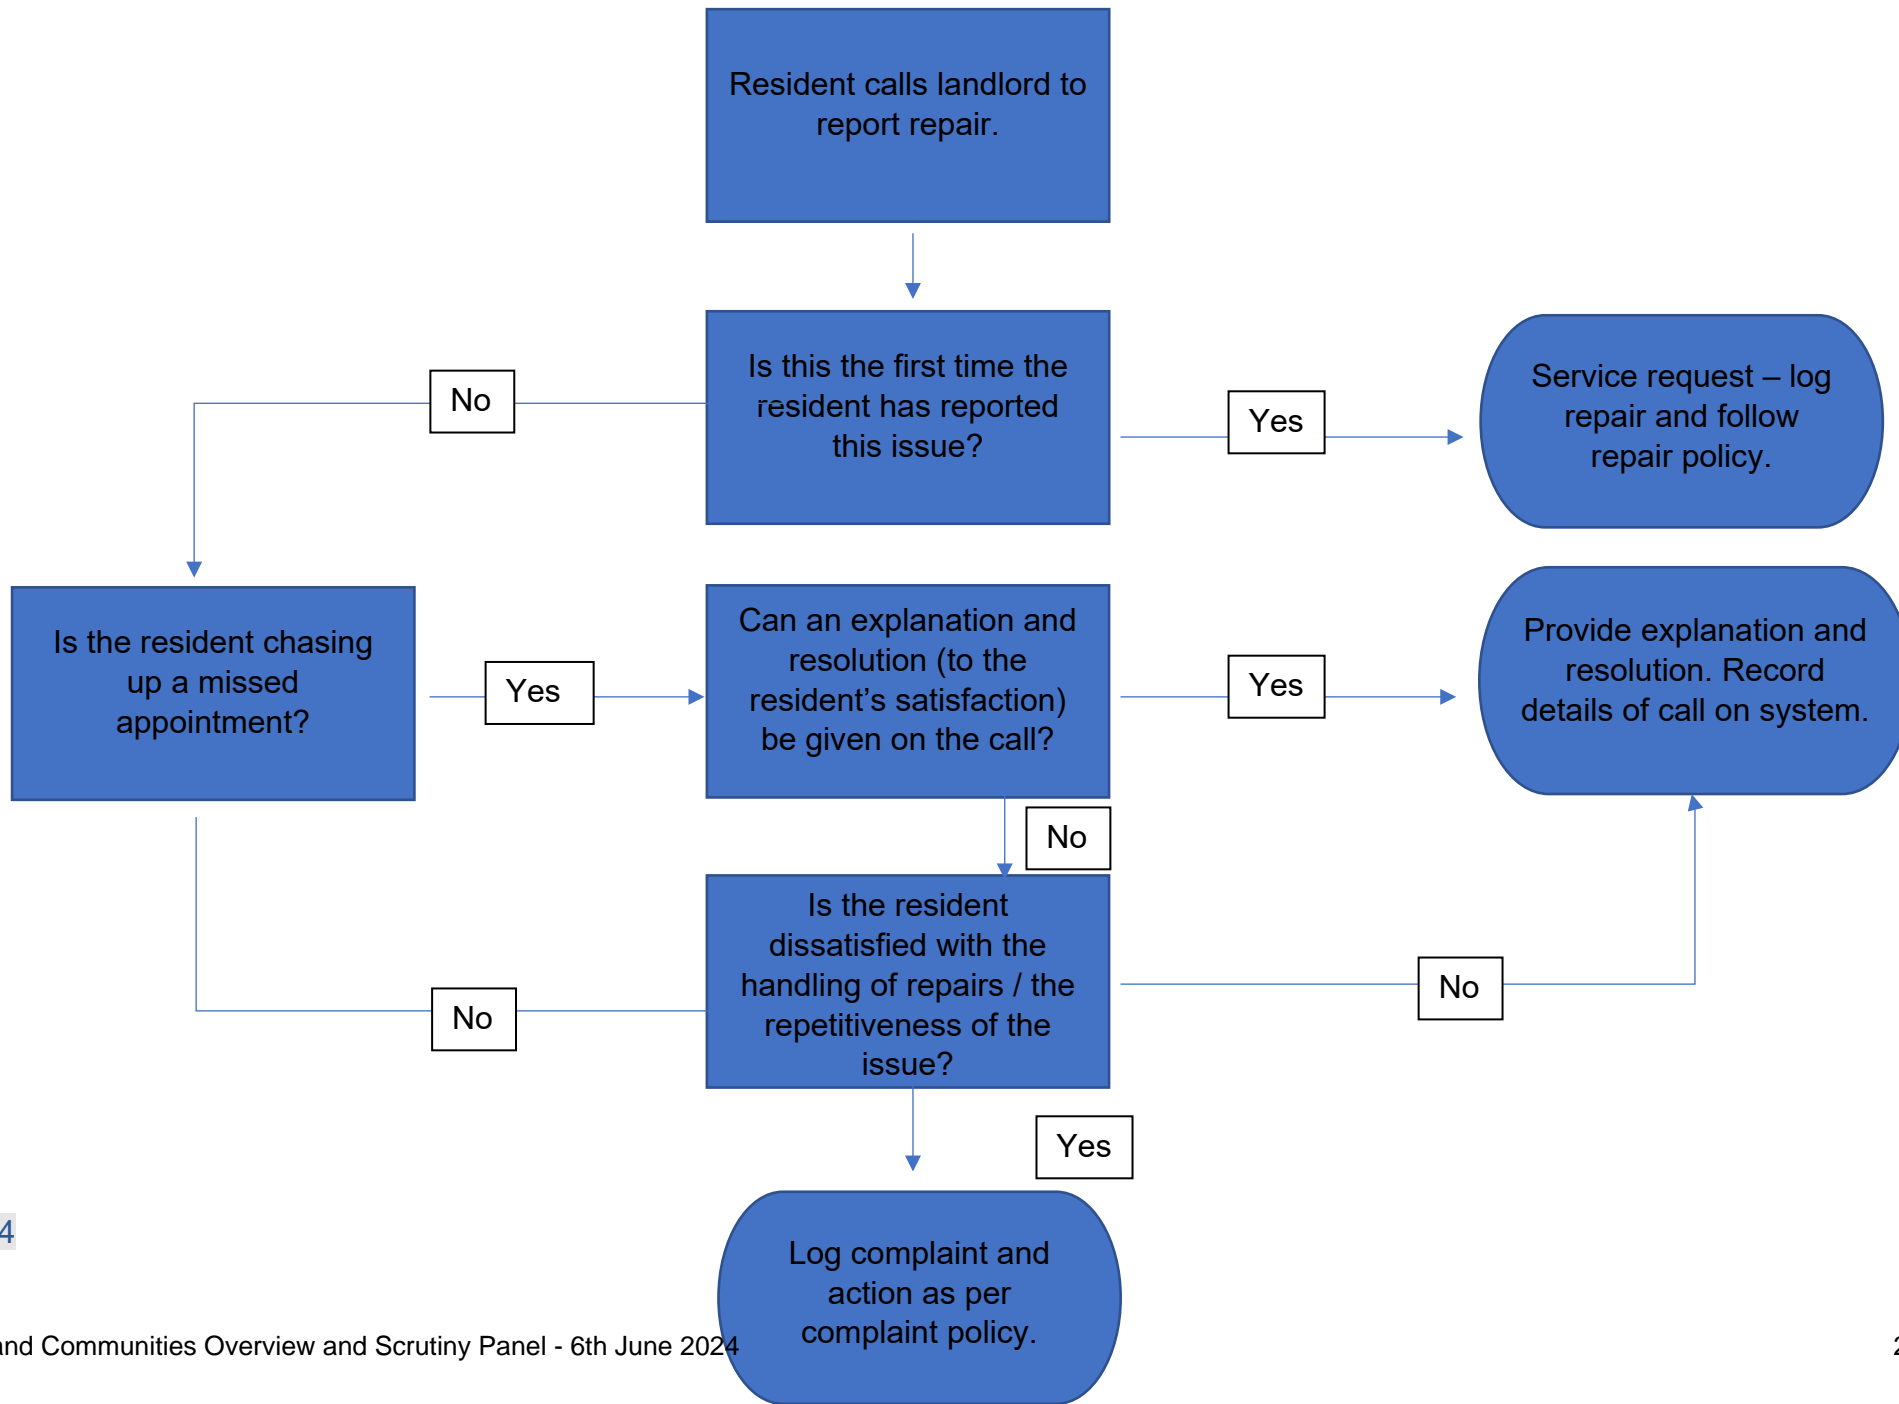 Resident calls landlord to
report repair.
Is this the first time the
resident has reported
this issue?
No
Yes
Service request – log
repair and follow
repair policy.
Is the resident chasing
up a missed
appointment?
Yes
Can an explanation and
resolution (to the
resident’s satisfaction)
be given on the call?
Yes
Provide explanation and
resolution. Record
details of call on system.
No
Is the resident
dissatisfied with the
handling of repairs / the
repetitiveness of the
issue?
No
No
Yes
Log complaint and
action as per
complaint policy.
4
and Communities Overview and Scrutiny Panel - 6th June 2024
2